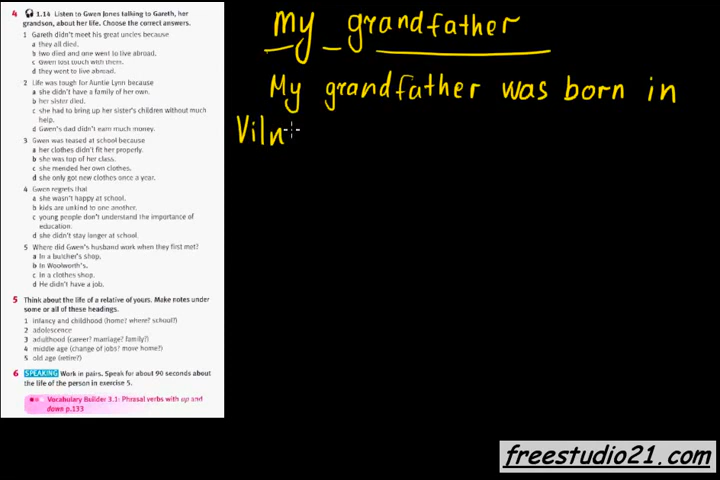 4 1.14 Listen to Gwen Jones talking to Gareth, her
grandson, about her life. Choose the correct answers.
1 Gareth didn't meet his great uncles because
a they all died.
b two died and one went to live abroad.
c Gwen lost touch with them.
d they went to live abroad.
2 Life was tough for Auntie Lynn because
a she didn't have a family of her own.
b her sister died.
c she had to bring up her sister's children without much
help.
d Gwen's dad didn't earn much money.
3 Gwen was teased at school because
a her clothes didn't fit her properly.
b she was top of her class.
c she mended her own clothes.
d she only got new clothes once a year.
4 Gwen regrets that
a she wasn't happy at school.
b kids are unkind to one another.
c young people don't understand the importance of
education.
d she didn't stay longer at school.
5 Where did Gwen's husband work when they first met?
a In a butcher's shop.
b In Woolworth's.
c In a clothes shop.
d He didn't have a job.
5 Think about the life of a relative of yours. Make notes under
some or all of these headings.
1 infancy and childhood (home? where? school?)
2 adolescence
3 adulthood (career? marriage? family?)
4 middle age (change of jobs? move home?)
5 old age (retire?)
6 SPEAKING Work in pairs. Speak for about 90 seconds about
the life of the person in exercise 5.
Vocabulary Builder 3.1: Phrasal verbs with up and
down p.133
My grandfather
My grandfather was born in
Viln
freestudio21.com